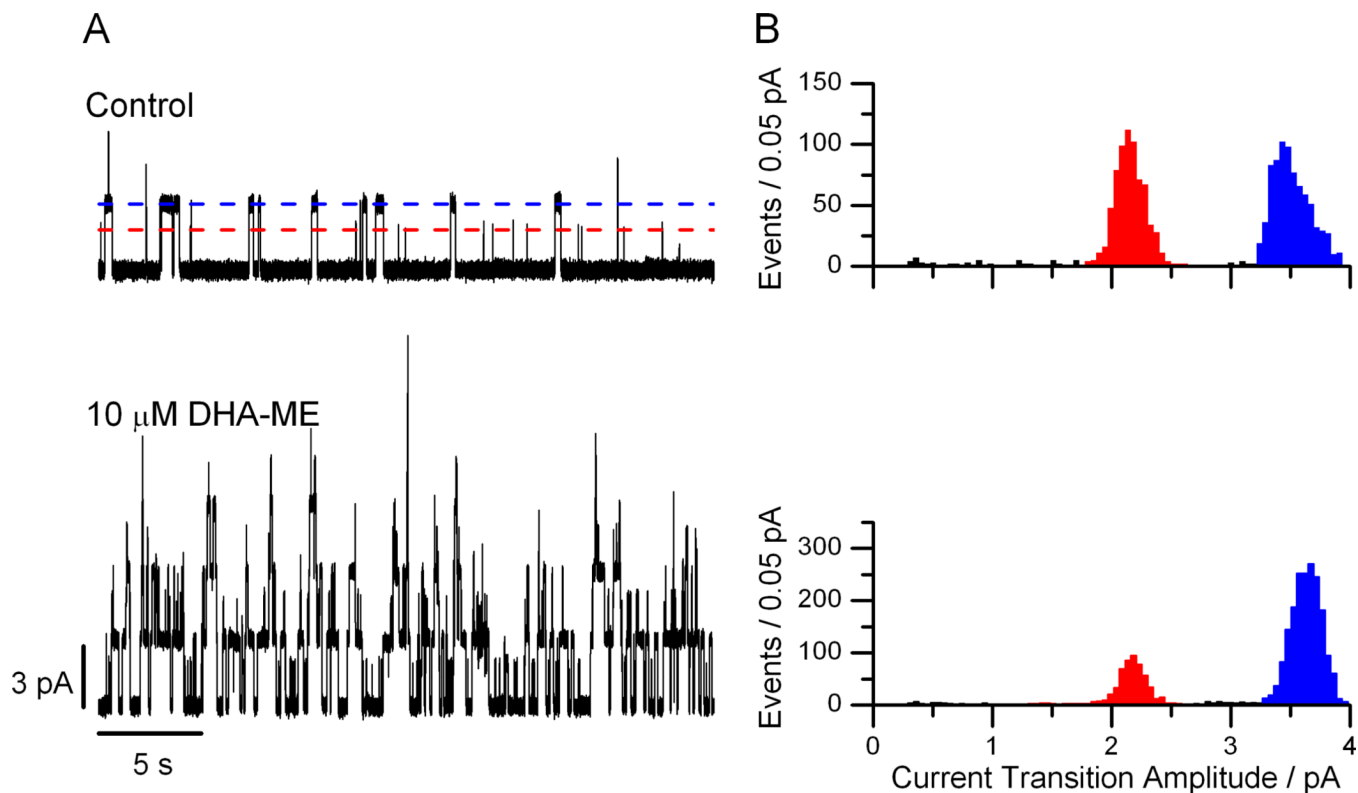 A
B
Control
10 μM DHA-ME
3 pA
5 s
Events / 0.05 pA
150
100
50
0
Events / 0.05 pA
300
200
100
0
0 1 2 3 4
Current Transition Amplitude / pA